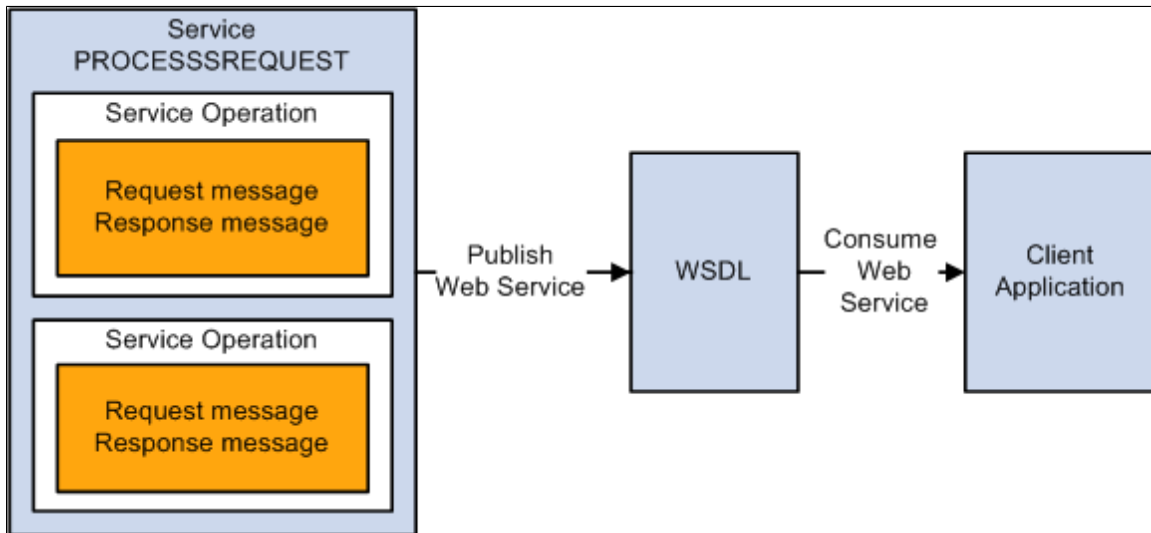 Service
PROCESSSREQUEST
Service Operation
Request message
Response message
Service Operation
Request message
Response message
Publish
Web Service
WSDL
Consume
Web
Service
Client
Application